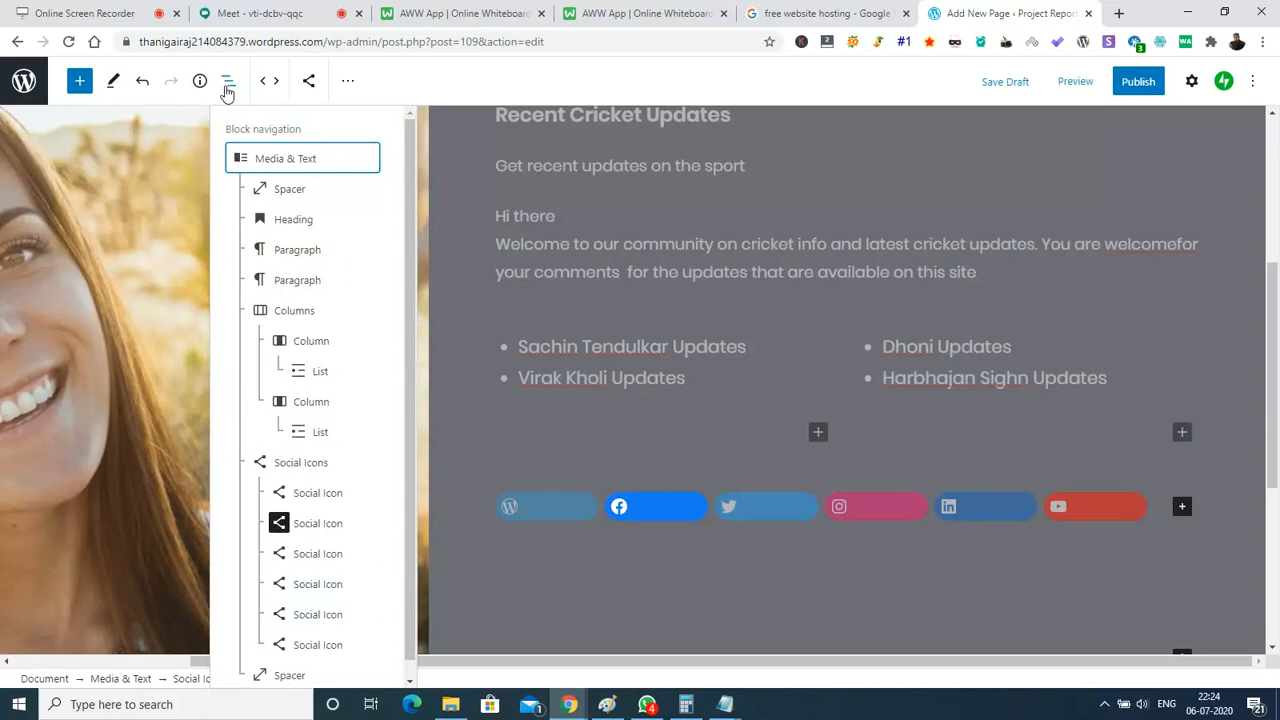 Online Screen Recorder
Meet - vti-dcbv-qqc
AWW App | Online Whiteboar
AWW App | Online Whiteboar
free website hosting - Google
Add New Page < Project Report
thanigairaj214084379.wordpress.com/wp-admin/post.php?post=109&action=edit
#1
Save Draft
Preview
Publish
Block navigation
Media & Text
Spacer
Heading
Paragraph
Paragraph
Columns
Column
List
Column
List
Social Icons
Social Icon
Social Icon
Social Icon
Social Icon
Social Icon
Social Icon
Spacer
Recent Cricket Updates
Get recent updates on the sport
Hi there
Welcome to our community on cricket info and latest cricket updates. You are welcomefor
your comments  for the updates that are available on this site
Sachin Tendulkar Updates
Virak Kholi Updates
Dhoni Updates
Harbhajan Sighn Updates
Document → Media & Text → Social Ic
Type here to search
ENG
22:24
06-07-2020